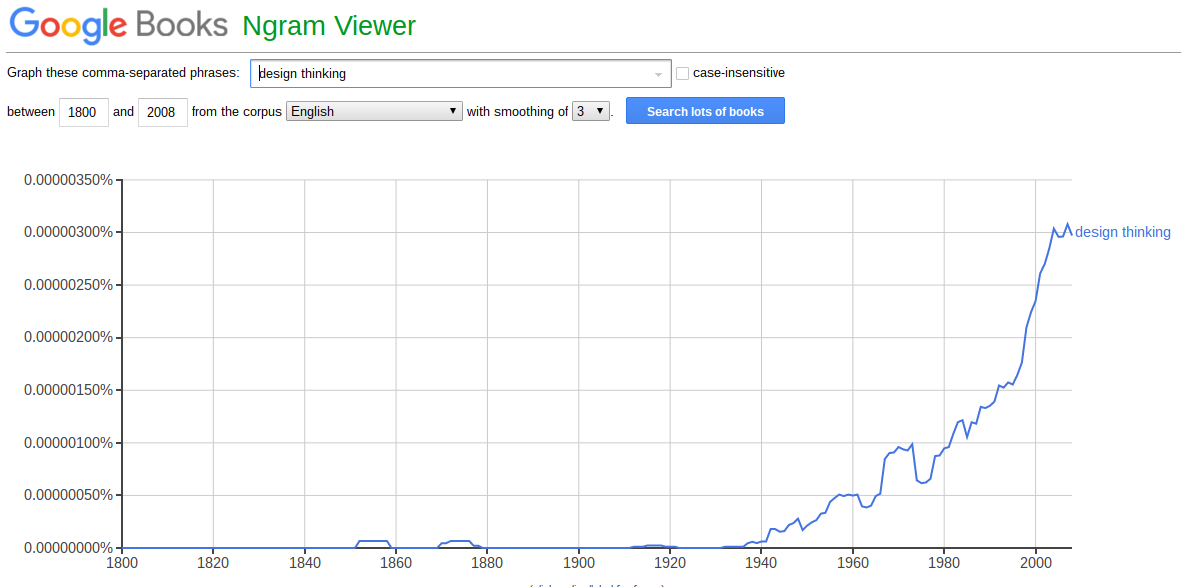 Google Books Ngram Viewer
Graph these comma-separated phrases: design thinking case-insensitive
between 1800 and 2008 from the corpus English with smoothing of 3 . Search lots of books
0.00000350%
0.00000300%
design thinking
0.00000250%
0.00000200%
0.00000150%
0.00000100%
0.00000050%
0.00000000%
1800 1820 1840 1860 1880 1900 1920 1940 1960 1980 2000